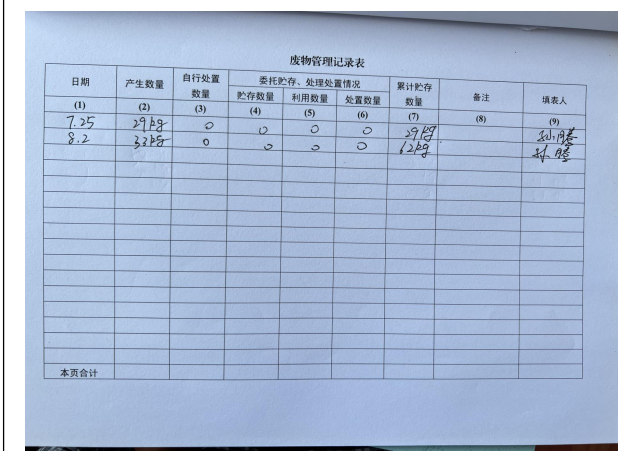 废物管理记录表
日期 产生数量 自行处置数量 委托贮存、处理处置情况 累计贮存数量 备注 填表人
贮存数量 利用数量 处置数量
(1) (2) (3) (4) (5) (6) (7) (8) (9)
7.25 29kg 0 0 0 0 29kg 孙腾
8.2 33kg 0 0 0 0 62kg 孙腾
本页合计